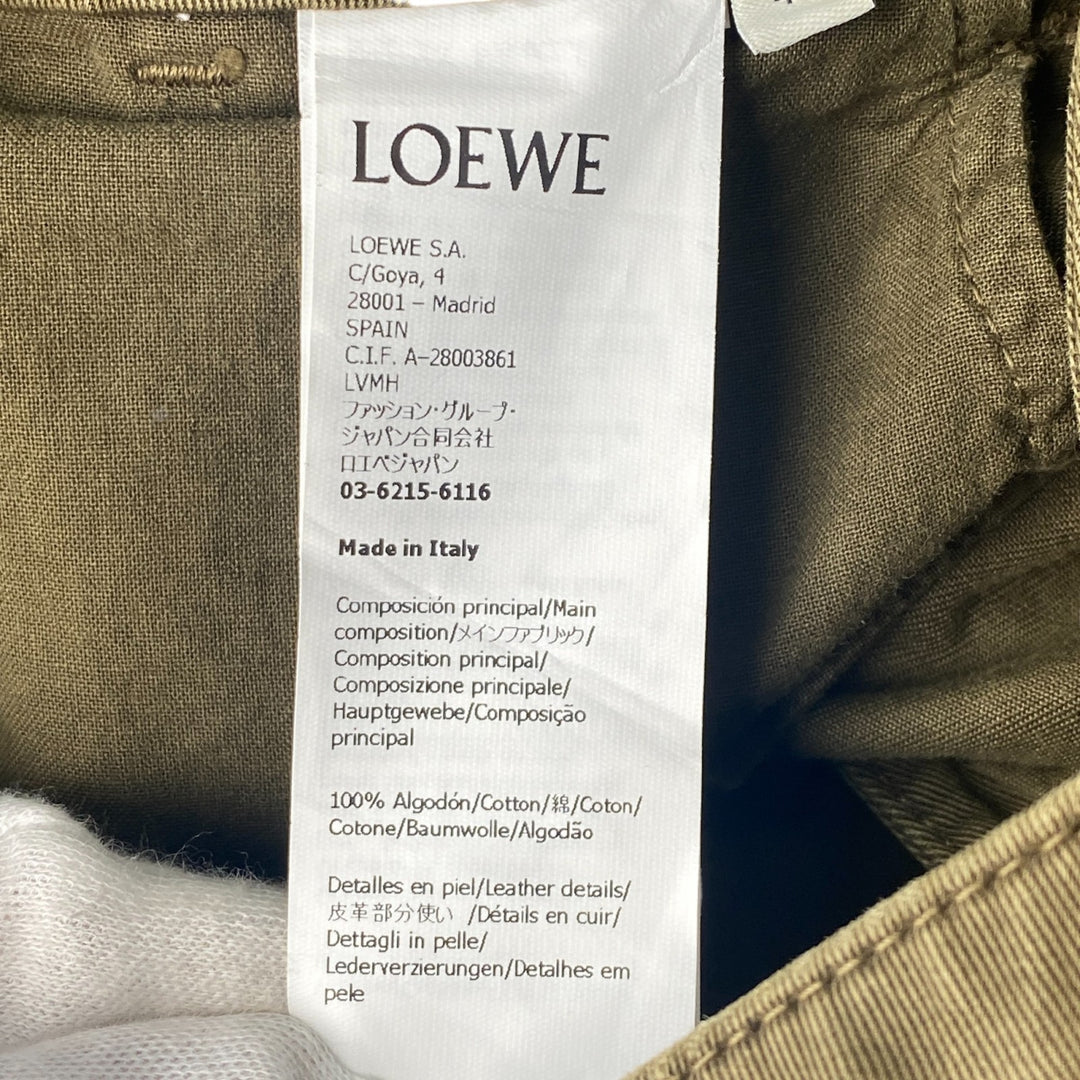 LOEWE
LOEWE S.A.
C/Goya, 4
28001 – Madrid
SPAIN
C.I.F. A–28003861
LVMH
ファッション・グループ・
ジャパン合同会社
ロエベジャパン
03-6215-6116
Made in Italy
Composición principal/Main
composition/メインファブリック/
Composition principal/
Composizione principale/
Hauptgewebe/Composição
principal
100% Algodón/Cotton/綿/Coton/
Cotone/Baumwolle/Algodão
Detalles en piel/Leather details/
皮革部分使い /Détails en cuir/
Dettagli in pelle/
Lederverzierungen/Detalhes em
pele